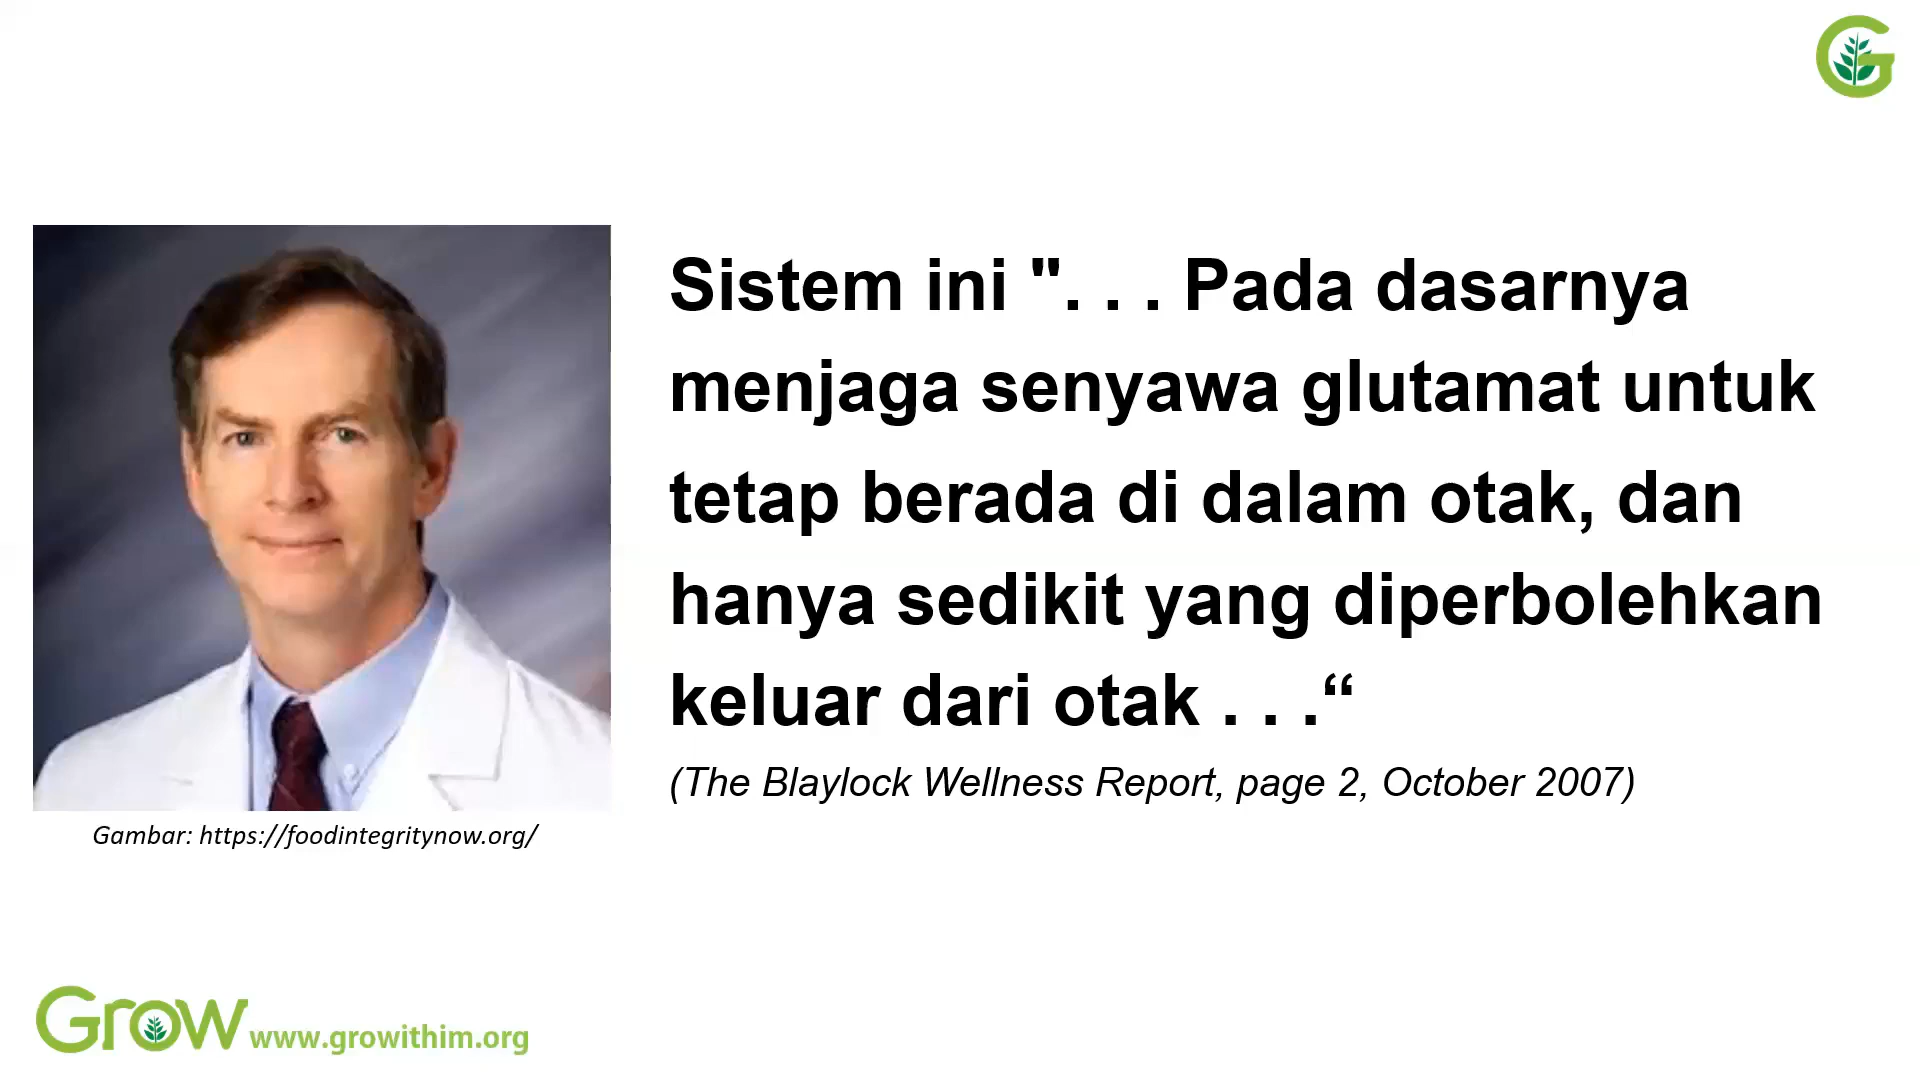 G
Sistem ini ". . . Pada dasarnya
menjaga senyawa glutamat untuk
tetap berada di dalam otak, dan
hanya sedikit yang diperbolehkan
keluar dari otak . . .“
(The Blaylock Wellness Report, page 2, October 2007)
Gambar: https://foodintegritynow.org/
Grow www.growithim.org